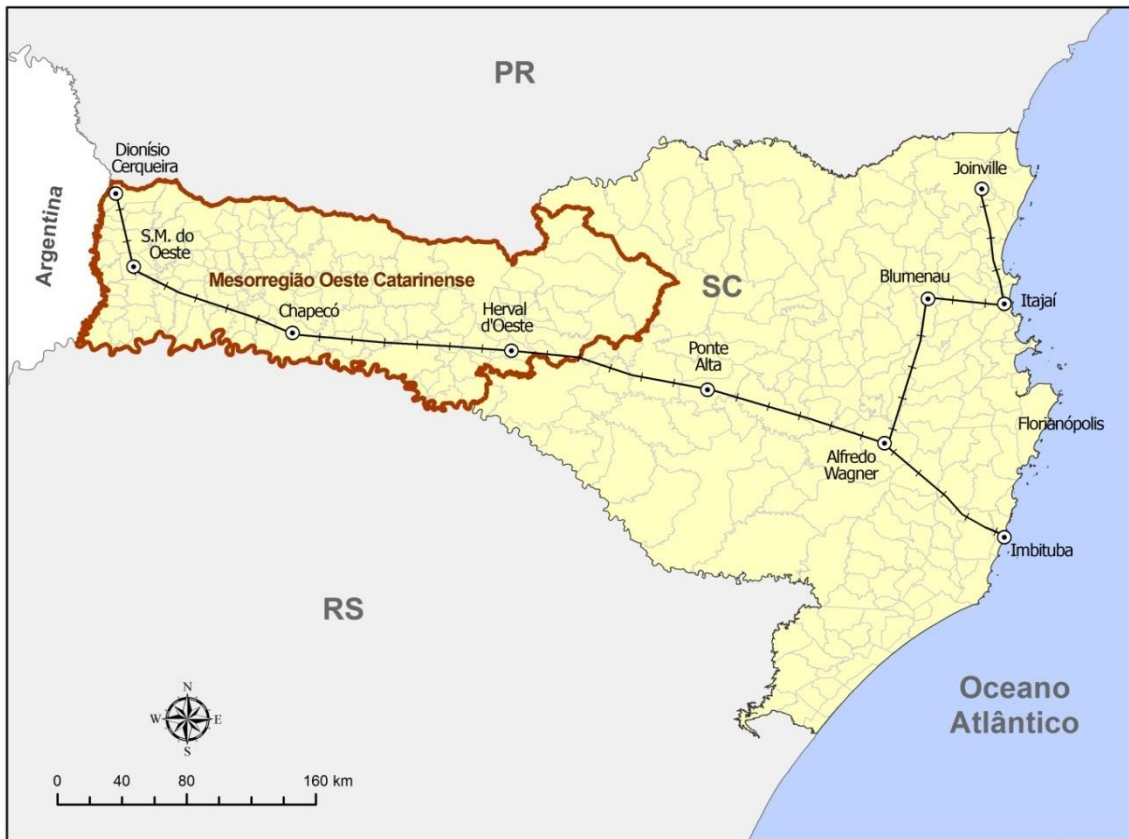 PR
Dionísio
Cerqueira
Argentina
S.M. do
Oeste
Mesorregião Oeste Catarinense
Chapecó
Herval
d'Oeste
SC
Joinville
Blumenau
Itajaí
Ponte
Alta
Florianópolis
Alfredo
Wagner
Imbituba
RS
Oceano
Atlântico
N
W
E
S
0 40 80 160 km